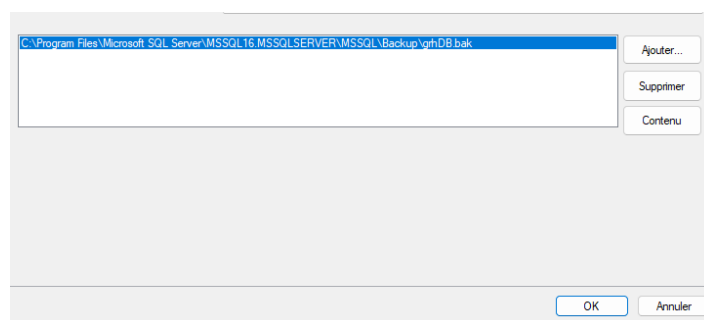 C:\Program Files\Microsoft SQL Server\MSSQL16.MSSQLSERVER\MSSQL\Backup\grhDB.bak
Ajouter...
Supprimer
Contenu
OK
Annuler